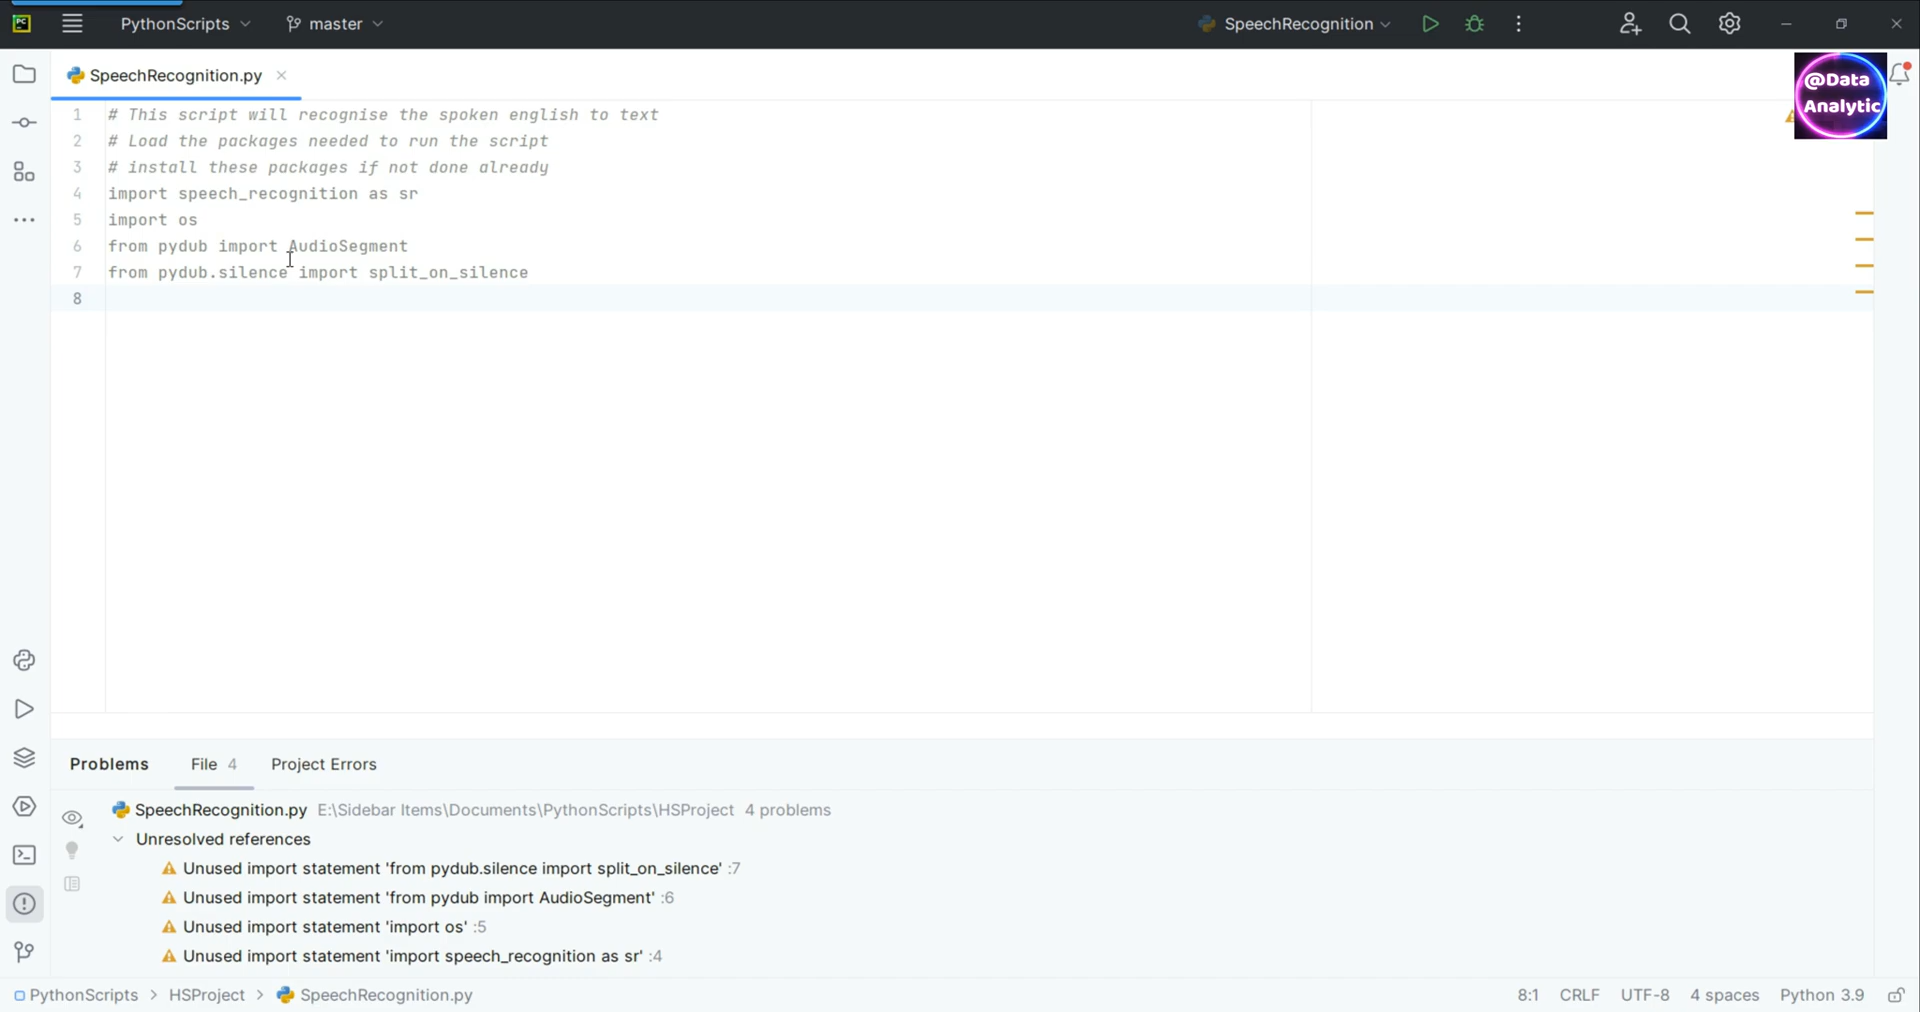 PC
PythonScripts
master
SpeechRecognition
SpeechRecognition.py
@Data
Analytic
1 # This script will recognise the spoken english to text
2 # Load the packages needed to run the script
3 # install these packages if not done already
4 import speech_recognition as sr
5 import os
6 from pydub import AudioSegment
7 from pydub.silence import split_on_silence
8
Problems File 4 Project Errors
SpeechRecognition.py E:\Sidebar Items\Documents\PythonScripts\HSProject 4 problems
Unresolved references
Unused import statement 'from pydub.silence import split_on_silence' :7
Unused import statement 'from pydub import AudioSegment' :6
Unused import statement 'import os' :5
Unused import statement 'import speech_recognition as sr' :4
PythonScripts > HSProject > SpeechRecognition.py 8:1 CRLF UTF-8 4 spaces Python 3.9